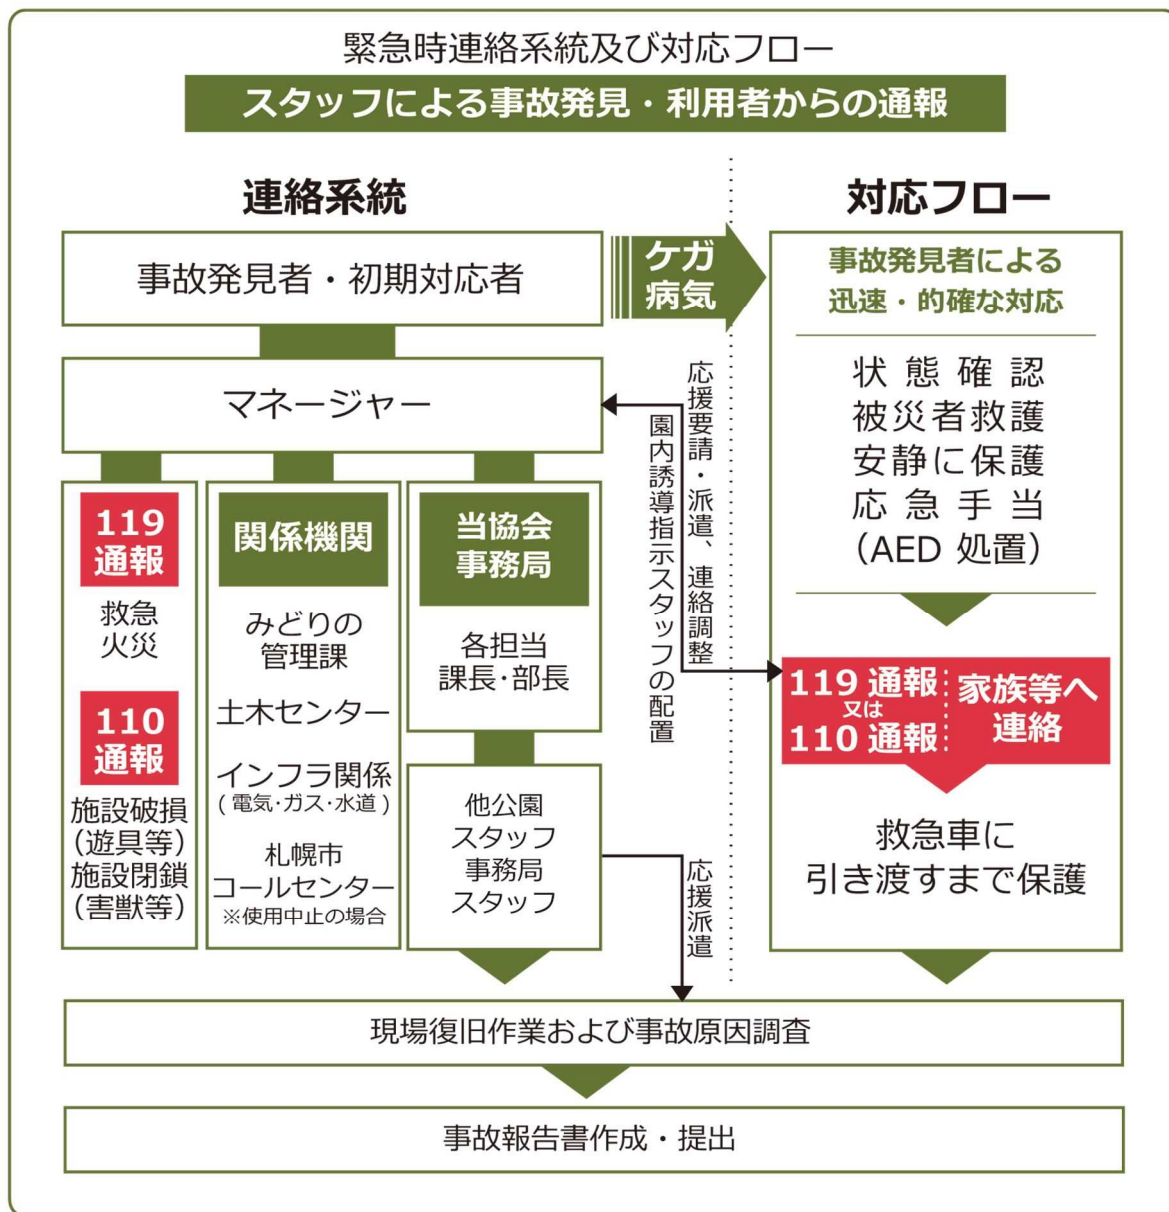 緊急時連絡系統及び対応フロー
スタッフによる事故発見・利用者からの通報
連絡系統
事故発見者・初期対応者
マネージャー
119
通報
救急
火災
110
通報
施設破損
(遊具等)
施設閉鎖
(害獣等)
関係機関
みどりの
管理課
土木センター
インフラ関係
( 電気・ガス・水道 )
札幌市
コールセンター
※使用中止の場合
当協会
事務局
各担当
課長・部長
他公園
スタッフ
事務局
スタッフ
ケガ
病気
応援要請・派遣、連絡調整
園内誘導指示スタッフの配置
応援派遣
対応フロー
事故発見者による
迅速・的確な対応
状態確認
被災者救護
安静に保護
応急手当
（AED 処置）
119 通報
又は
110 通報
家族等へ
連絡
救急車に
引き渡すまで保護
現場復旧作業および事故原因調査
事故報告書作成・提出